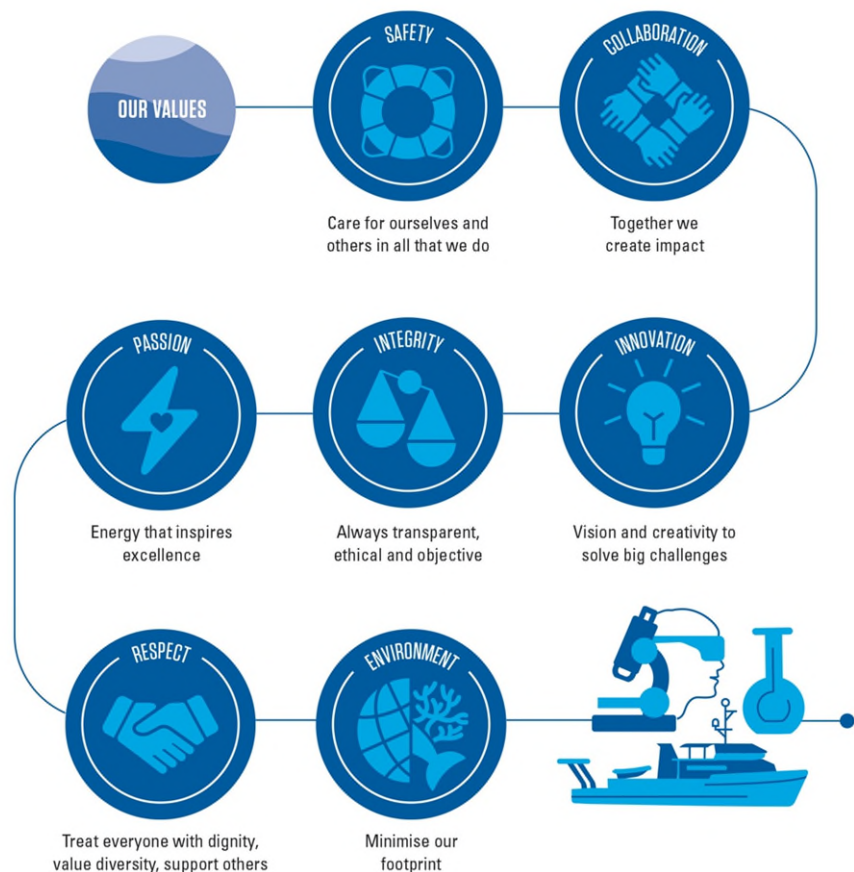 OUR VALUES
SAFETY
Care for ourselves and
others in all that we do
COLLABORATION
Together we
create impact
INNOVATION
Vision and creativity to
solve big challenges
INTEGRITY
Always transparent,
ethical and objective
PASSION
Energy that inspires
excellence
RESPECT
Treat everyone with dignity,
value diversity, support others
ENVIRONMENT
Minimise our
footprint